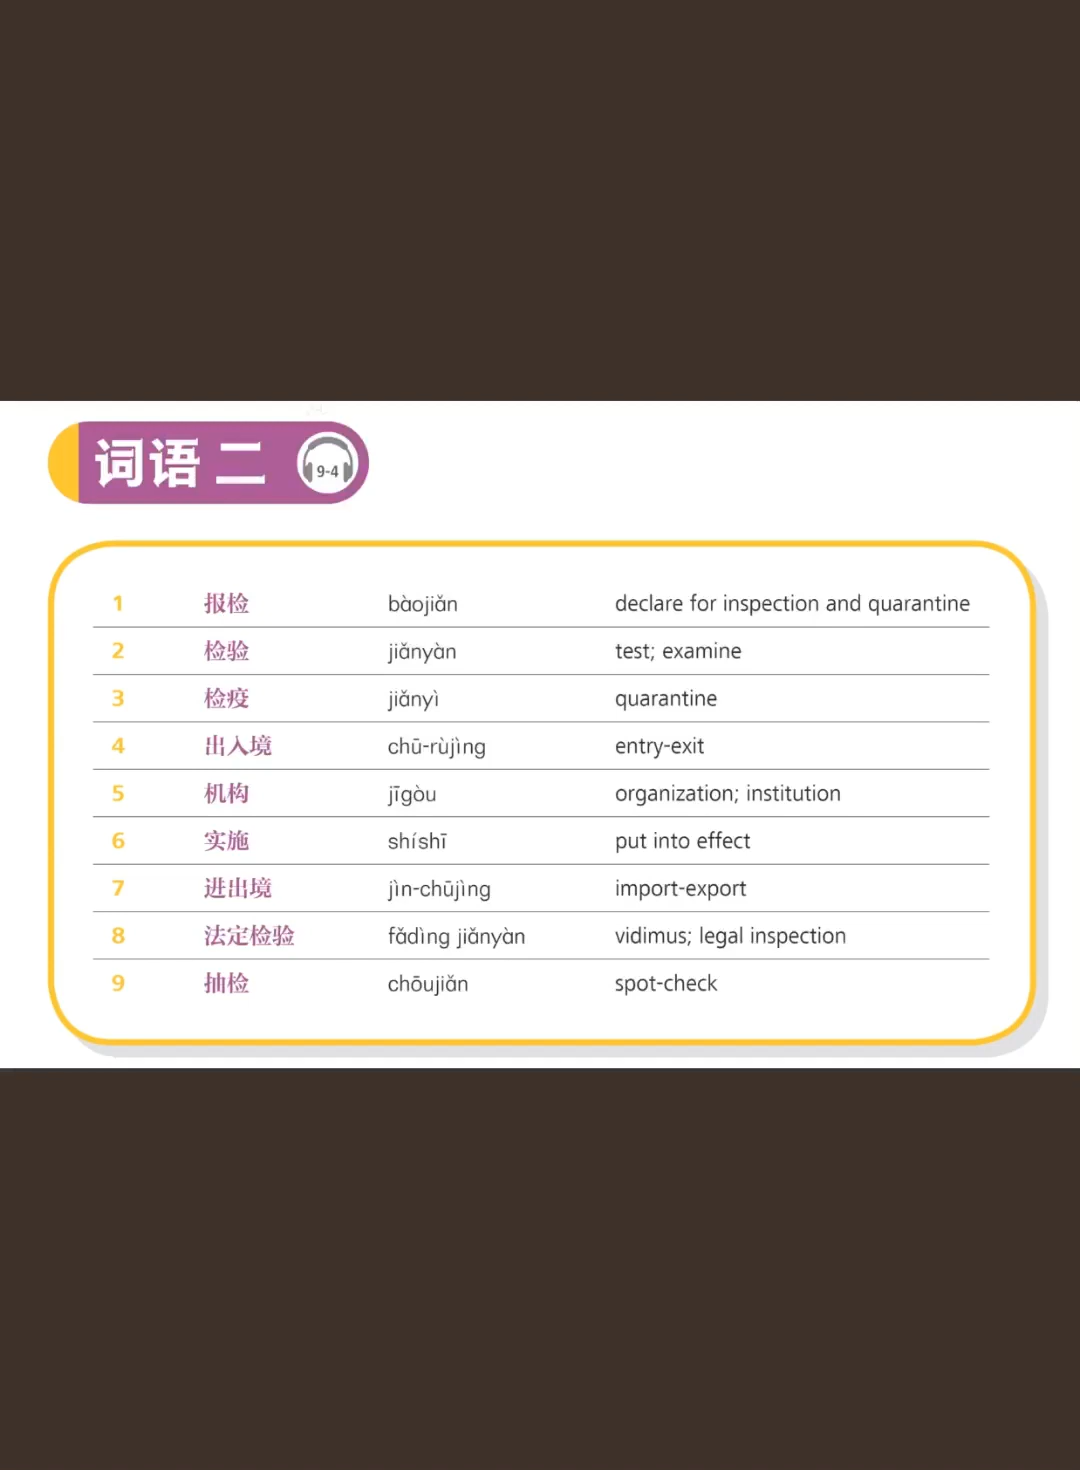 词语 二 9-4
1 报检 bàojiǎn declare for inspection and quarantine
2 检验 jiǎnyàn test; examine
3 检疫 jiǎnyì quarantine
4 出入境 chū-rùjìng entry-exit
5 机构 jīgòu organization; institution
6 实施 shíshī put into effect
7 进出境 jìn-chūjìng import-export
8 法定检验 fǎdìng jiǎnyàn vidimus; legal inspection
9 抽检 chōujiǎn spot-check